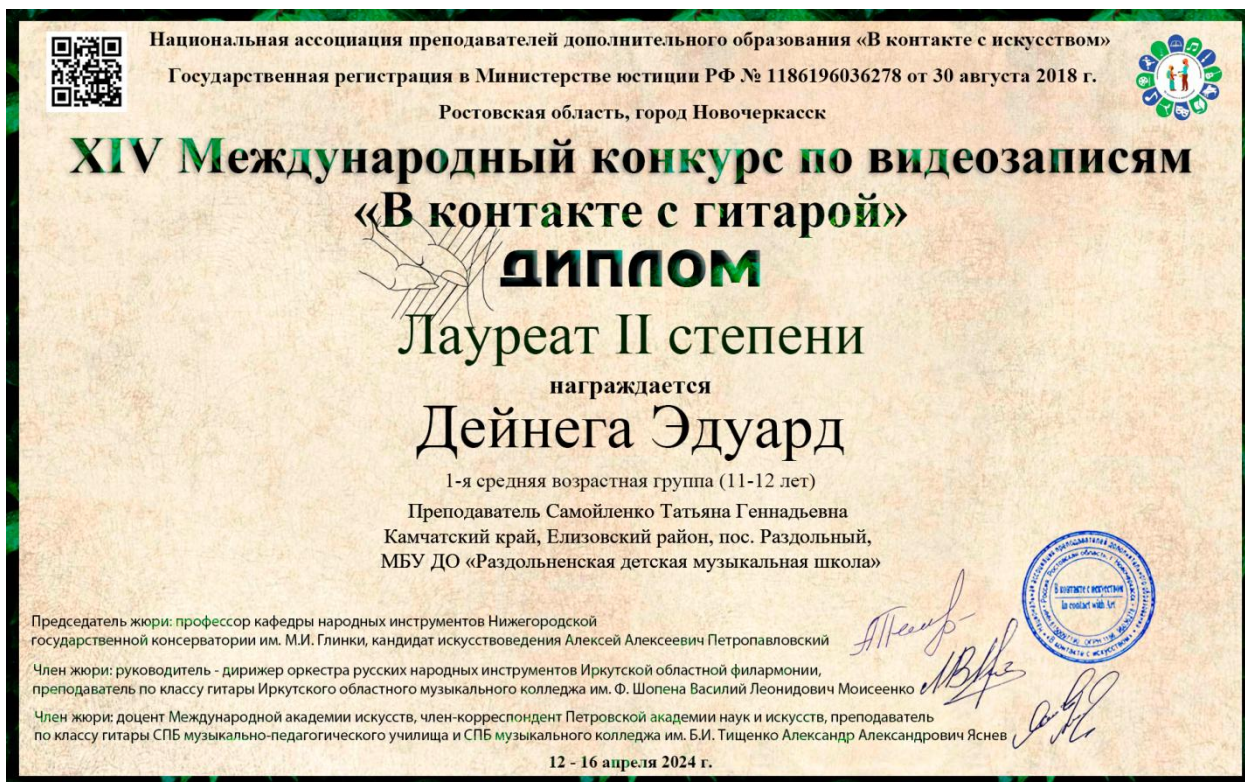 Национальная ассоциация преподавателей дополнительного образования «В контакте с искусством»
Государственная регистрация в Министерстве юстиции РФ № 1186196036278 от 30 августа 2018 г.
Ростовская область, город Новочеркасск
XIV Международный конкурс по видеозаписям
«В контакте с гитарой»
ДИПЛОМ
Лауреат II степени
награждается
Дейнега Эдуард
1-я средняя возрастная группа (11-12 лет)
Преподаватель Самойленко Татьяна Геннадьевна
Камчатский край, Елизовский район, пос. Раздольный,
МБУ ДО «Раздольненская детская музыкальная школа»
В контакте с искусством
In contact with Art
Председатель жюри: профессор кафедры народных инструментов Нижегородской
государственной консерватории им. М.И. Глинки, кандидат искусствоведения Алексей Алексеевич Петропавловский
Член жюри: руководитель - дирижер оркестра русских народных инструментов Иркутской областной филармонии,
преподаватель по классу гитары Иркутского областного музыкального колледжа им. Ф. Шопена Василий Леонидович Моисеенко
Член жюри: доцент Международной академии искусств, член-корреспондент Петровской академии наук и искусств, преподаватель
по классу гитары СПБ музыкально-педагогического училища и СПБ музыкального колледжа им. Б.И. Тищенко Александр Александрович Яснев
12 - 16 апреля 2024 г.